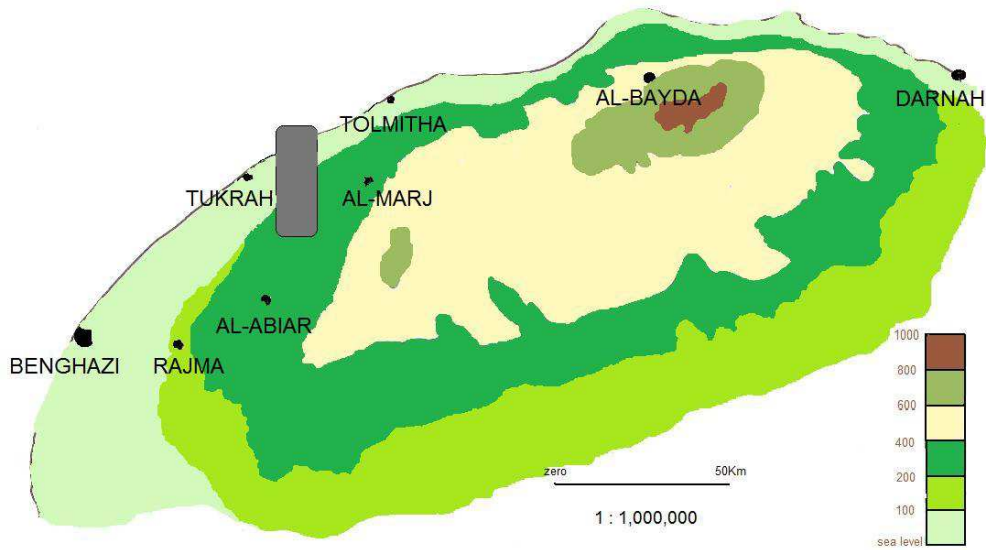 AL-BAYDA
DARNAH
TOLMITHA
TUKRAH
AL-MARJ
AL-ABIAR
BENGHAZI
RAJMA
1000
800
600
400
200
100
sea level
zero 50Km
1 : 1,000,000